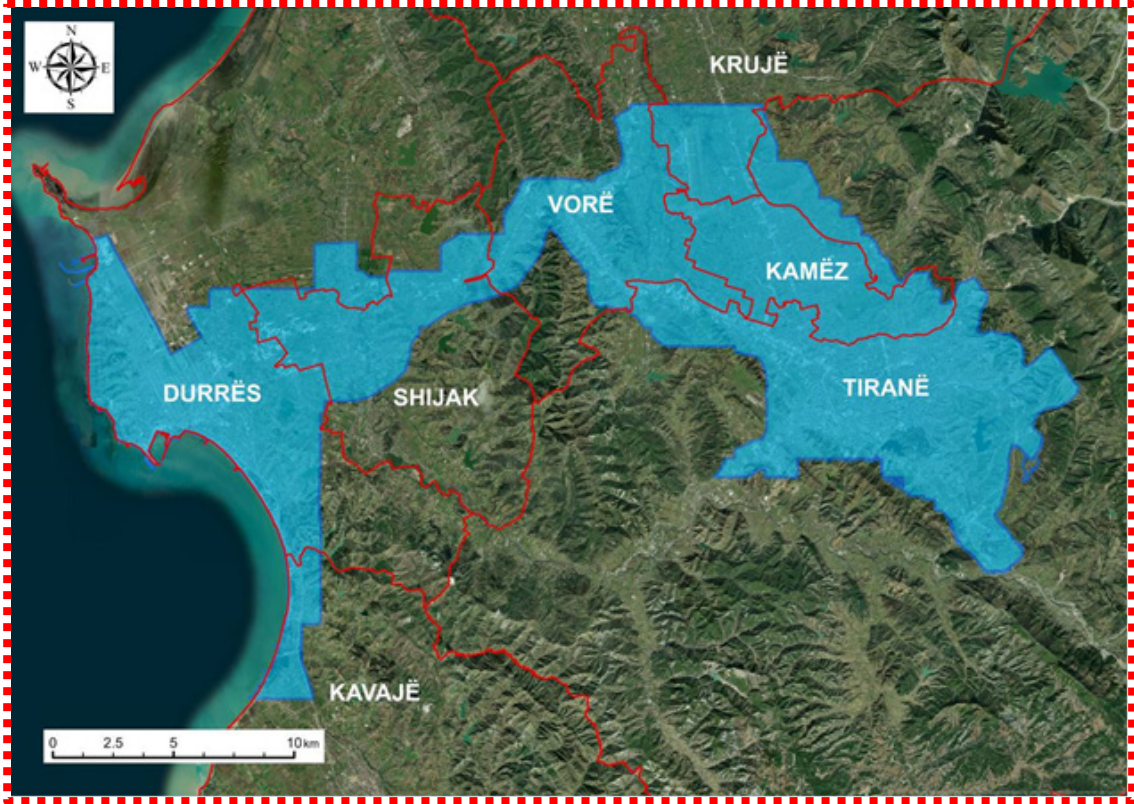 N
W E
S
KRUJË
VORË
KAMËZ
DURRËS
SHIJAK
TIRANË
KAVAJË
0 2.5 5 10 km